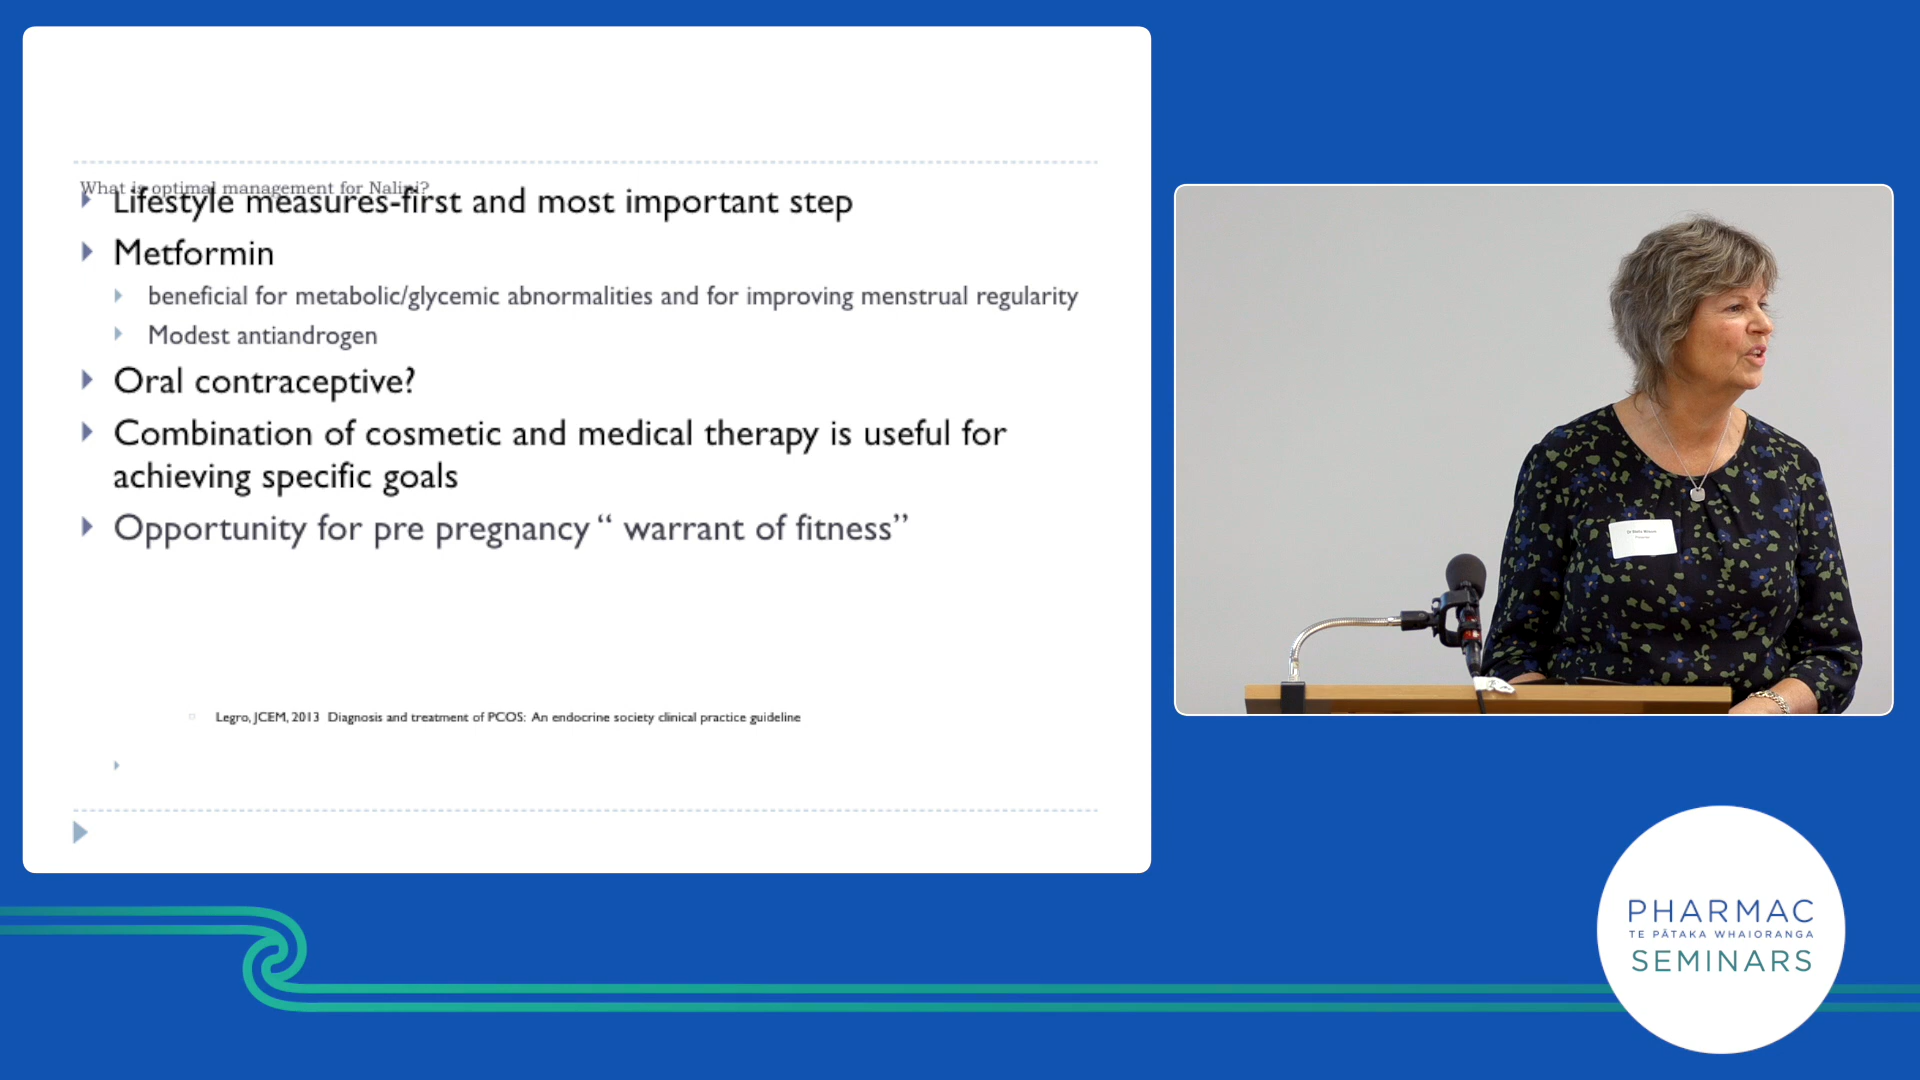 What is optimal management for Nalini?
Lifestyle measures-first and most important step
Metformin
beneficial for metabolic/glycemic abnormalities and for improving menstrual regularity
Modest antiandrogen
Oral contraceptive?
Combination of cosmetic and medical therapy is useful for
achieving specific goals
Opportunity for pre pregnancy “ warrant of fitness”
Legro, JCEM, 2013 Diagnosis and treatment of PCOS: An endocrine society clinical practice guideline
PHARMAC
TE PĀTAKA WHAIORANGA
SEMINARS